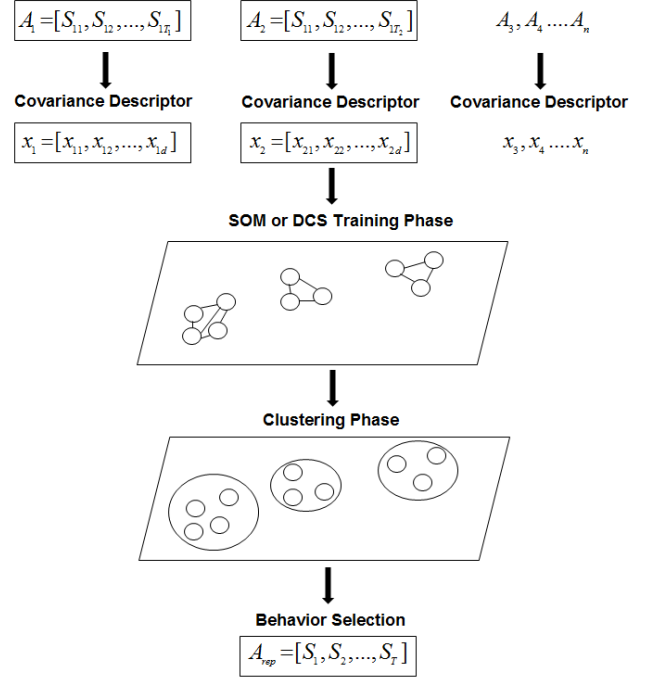 A₁ =[S₁₁, S₁₂,..., S₁T₁] A₂ =[S₁₁, S₁₂,..., S₁T₂] A₃, A₄ .... Aₙ
Covariance Descriptor Covariance Descriptor Covariance Descriptor
x₁ =[x₁₁, x₁₂,..., x₁d] x₂ =[x₂₁, x₂₂,..., x₂d] x₃, x₄ .... xₙ
SOM or DCS Training Phase
Clustering Phase
Behavior Selection
Aᵣₑₚ =[S₁, S₂,..., S_T]